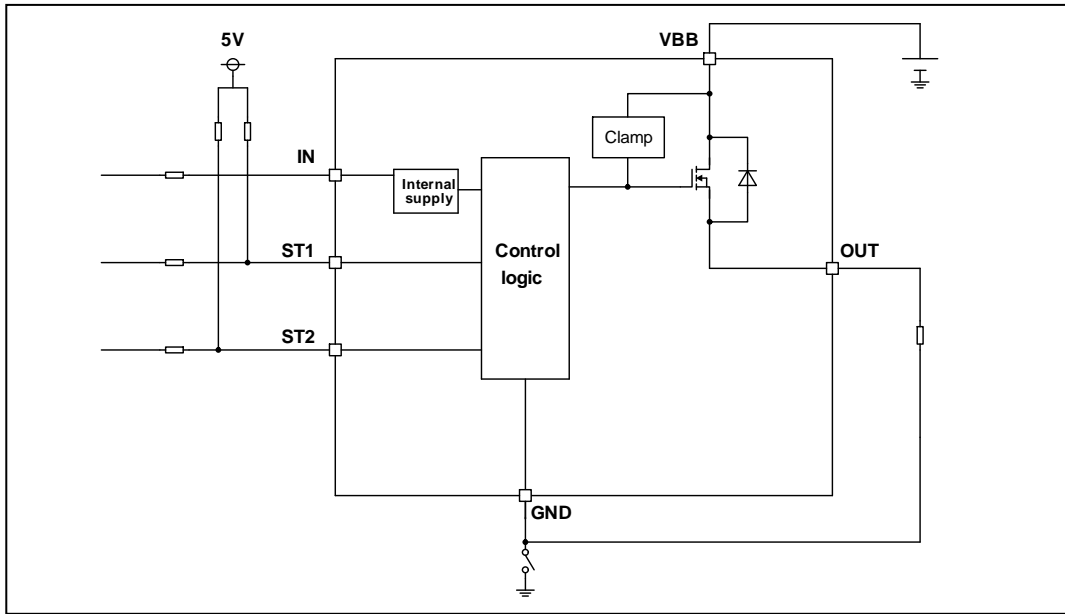 5V
VBB
Clamp
IN
Internal
supply
ST1
Control
logic
OUT
ST2
GND